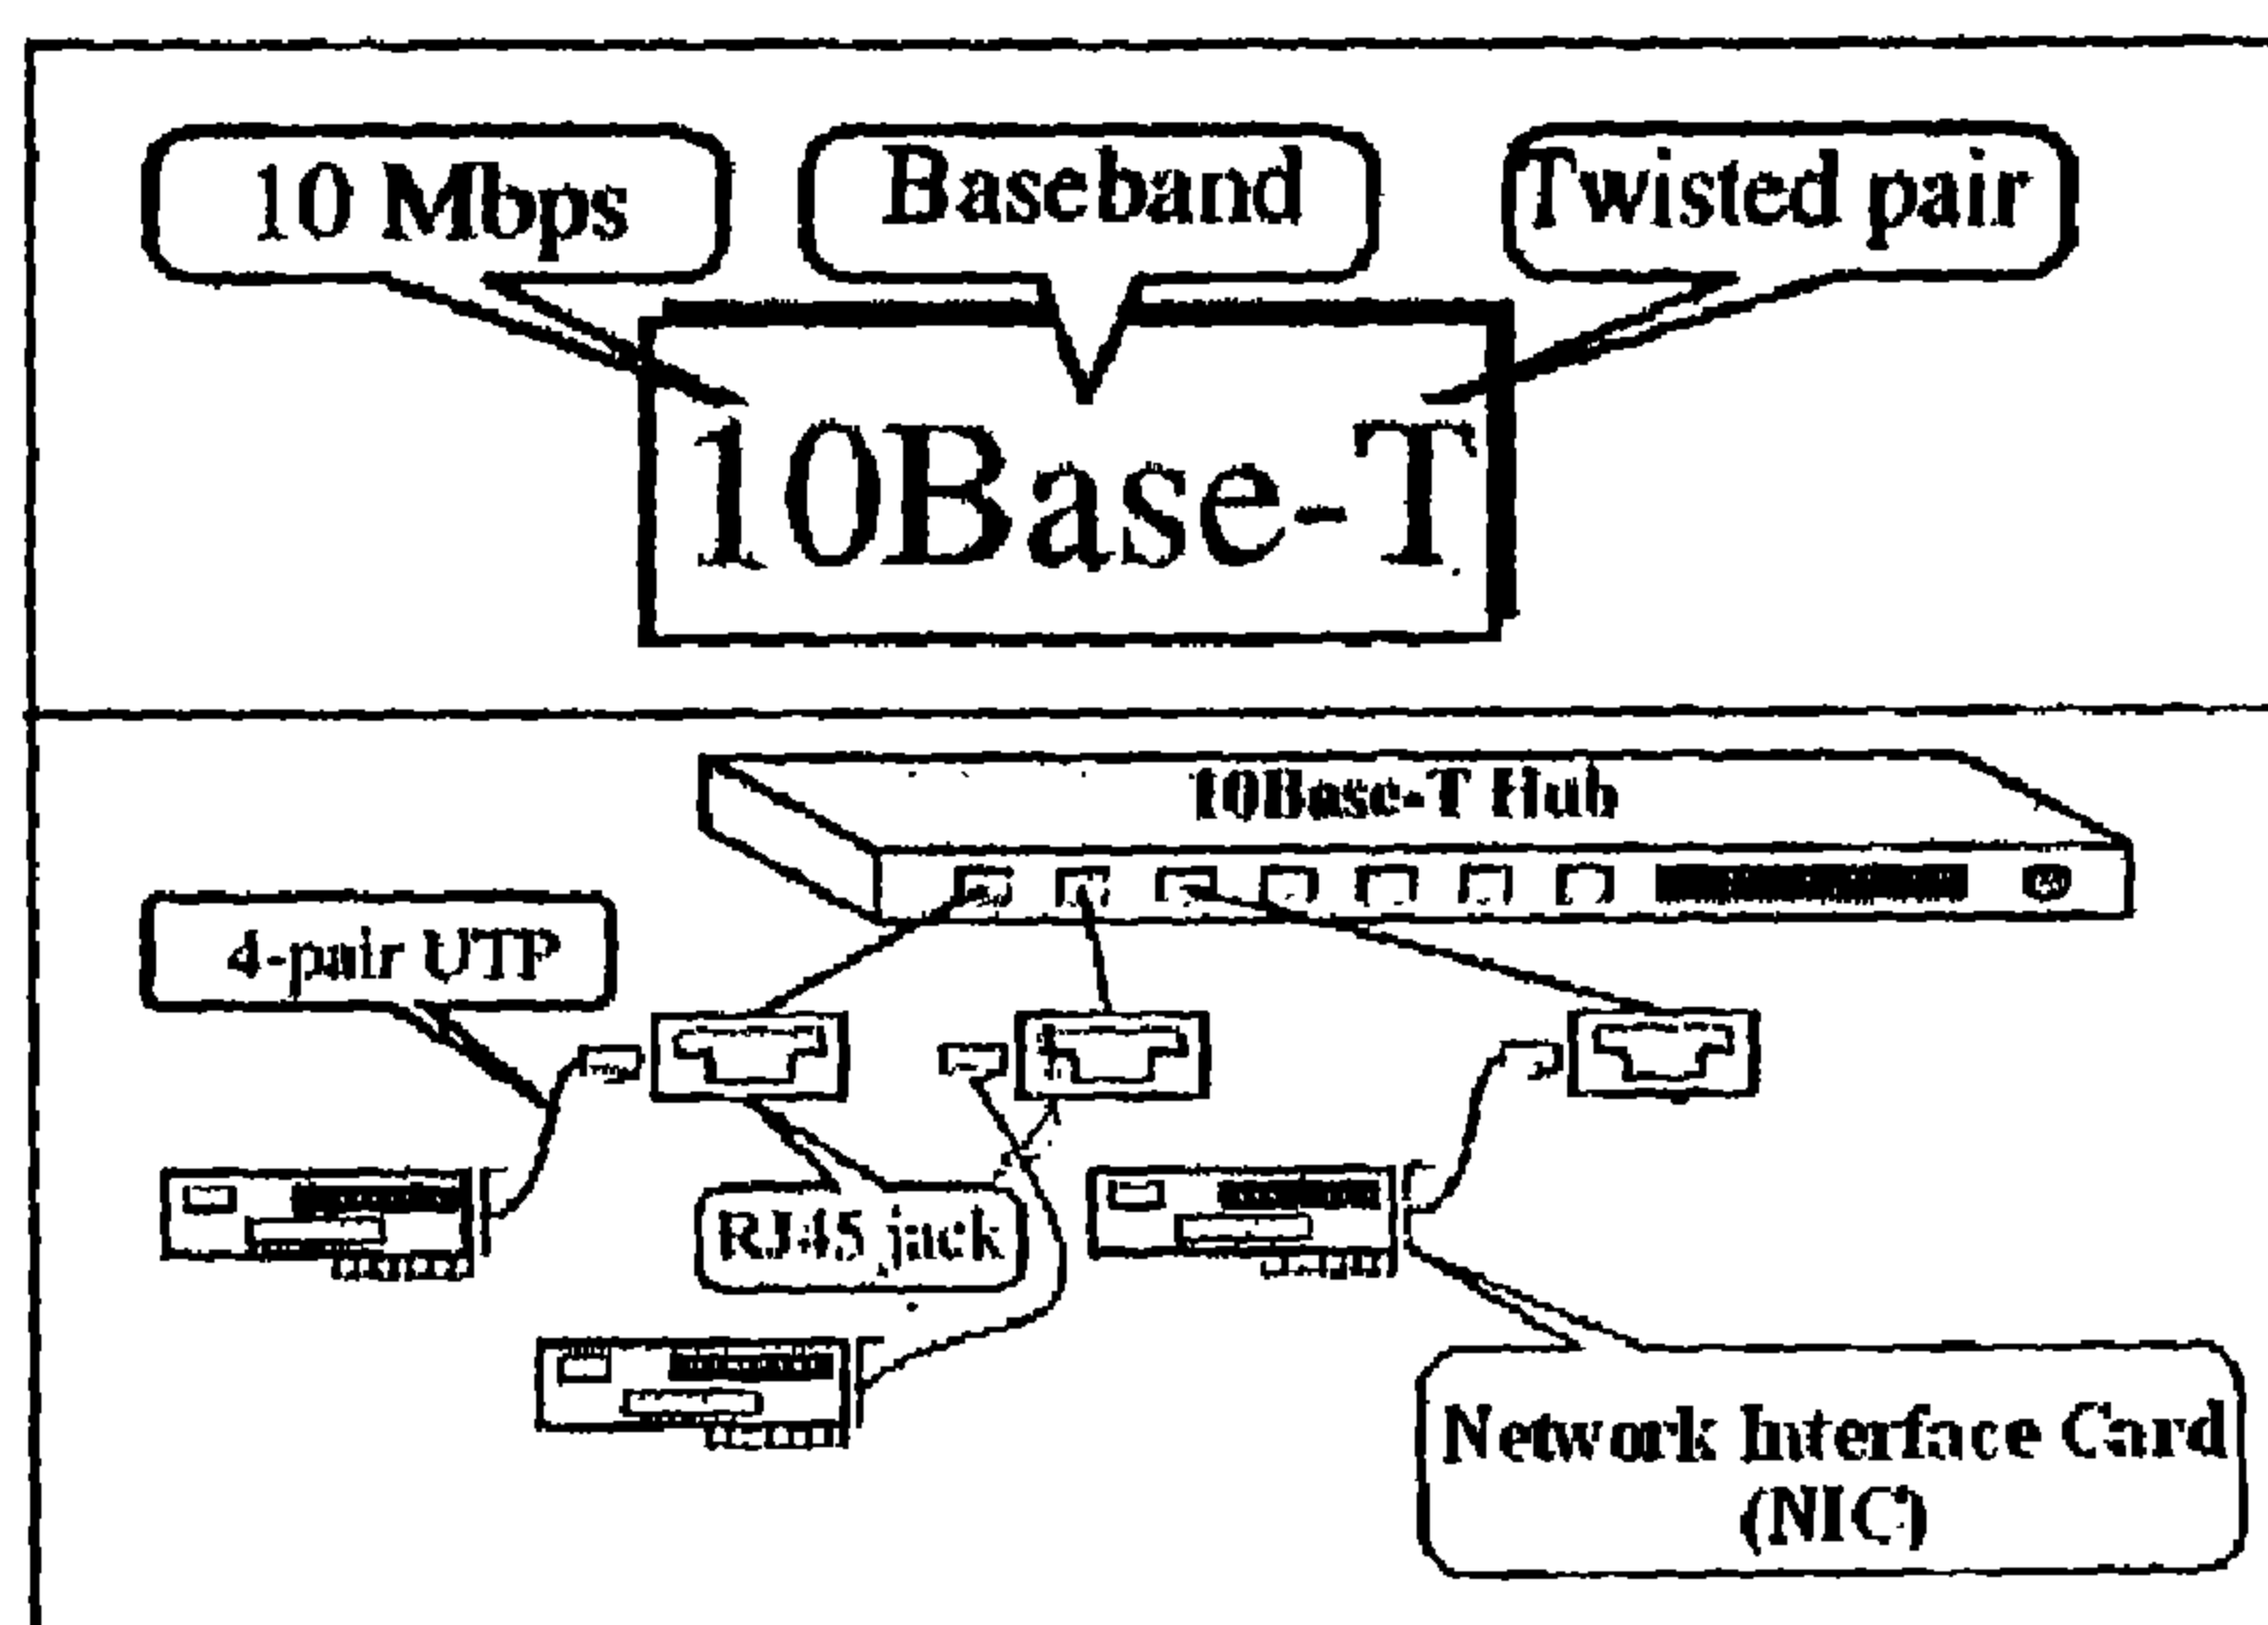 10 Mbps
Baseband
Twisted pair
10Base-T
10Base-T Hub
4-pair UTP
RJ45 jack
Network Interface Card
(NIC)